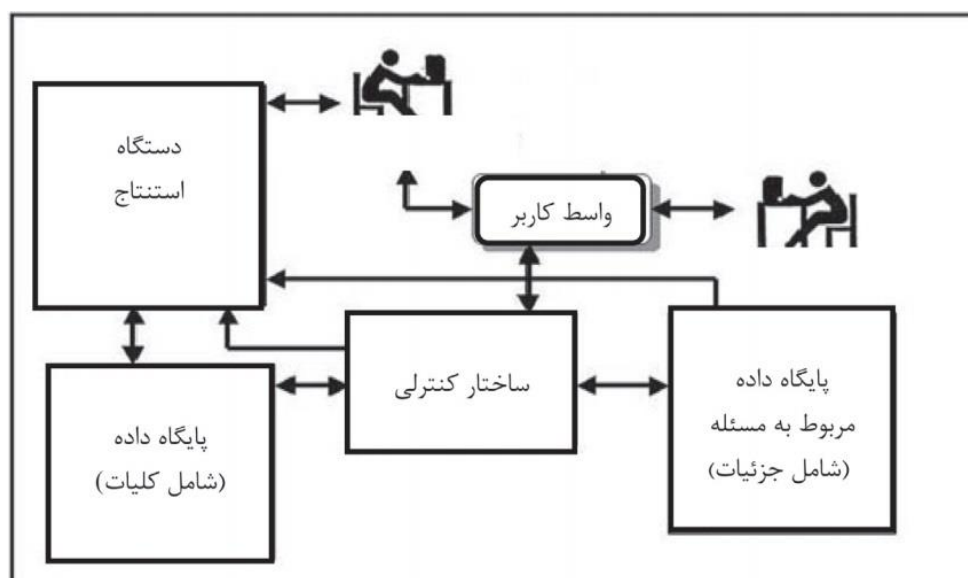 دستگاه
استنتاج
واسط کاربر
ساختار کنترلی
پایگاه داده
مربوط به مسئله
(شامل جزئیات)
پایگاه داده
(شامل کلیات)